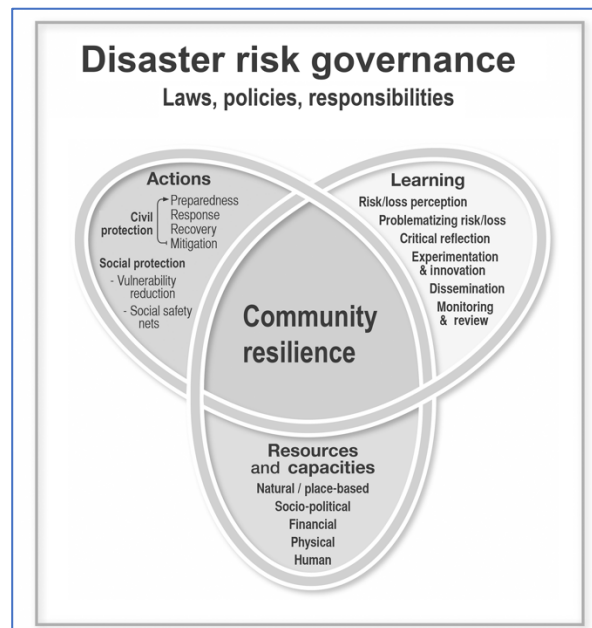 Disaster risk governance
Laws, policies, responsibilities
Actions
Civil
protection
Preparedness
Response
Recovery
Mitigation
Social protection
- Vulnerability
reduction
- Social safety
nets
Learning
Risk/loss perception
Problematizing risk/loss
Critical reflection
Experimentation
& innovation
Dissemination
Monitoring
& review
Community
resilience
Resources
and capacities
Natural / place-based
Socio-political
Financial
Physical
Human